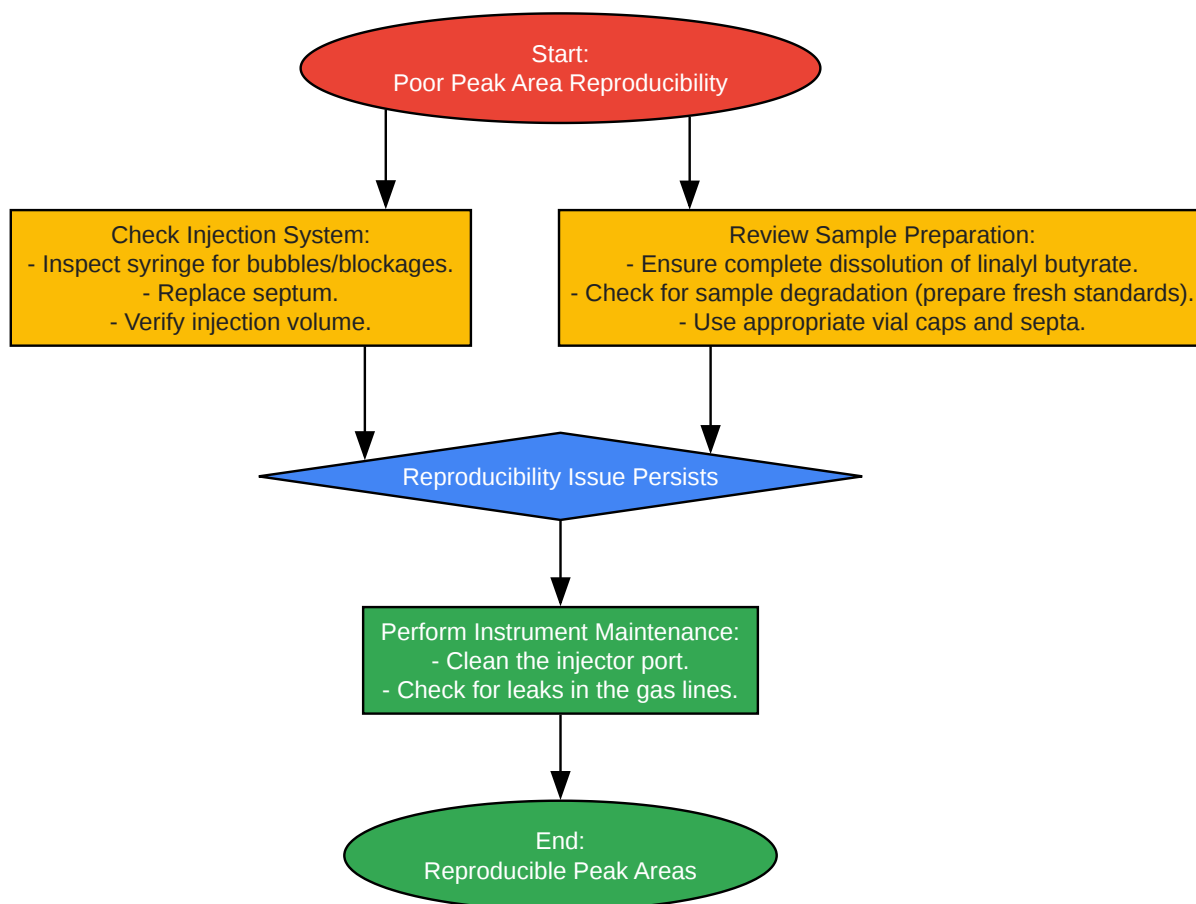 Start:
Poor Peak Area Reproducibility
Check Injection System:
- Inspect syringe for bubbles/blockages.
- Replace septum.
- Verify injection volume.
Review Sample Preparation:
- Ensure complete dissolution of linalyl butyrate.
- Check for sample degradation (prepare fresh standards).
- Use appropriate vial caps and septa.
Reproducibility Issue Persists
Perform Instrument Maintenance:
- Clean the injector port.
- Check for leaks in the gas lines.
End:
Reproducible Peak Areas